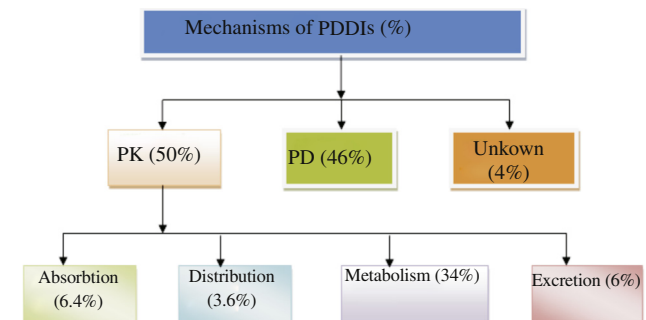 Mechanisms of PDDIs (%)
PK (50%)
PD (46%)
Unkown
(4%)
Absorbtion
(6.4%)
Distribution
(3.6%)
Metabolism (34%)
Excretion (6%)